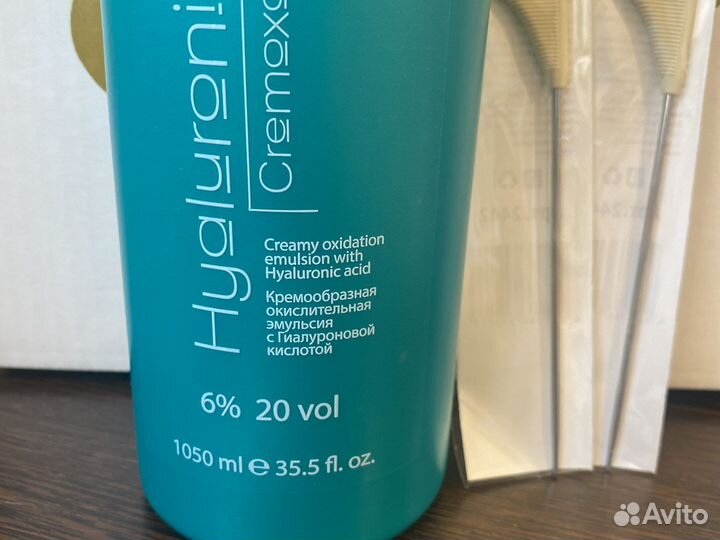 Hyaluroni
Cremoxo
Creamy oxidation
emulsion with
Hyaluronic acid
Кремообразная
окислительная
эмульсия
с Гиалуроновой
кислотой
6% 20 vol
1050 ml e 35.5 fl. oz.
Avito